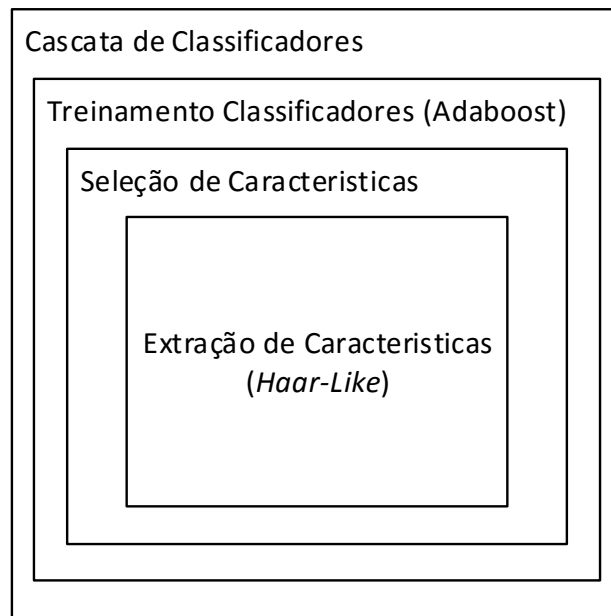 Cascata de Classificadores
Treinamento Classificadores (Adaboost)
Seleção de Caracteristicas
Extração de Caracteristicas
(Haar-Like)